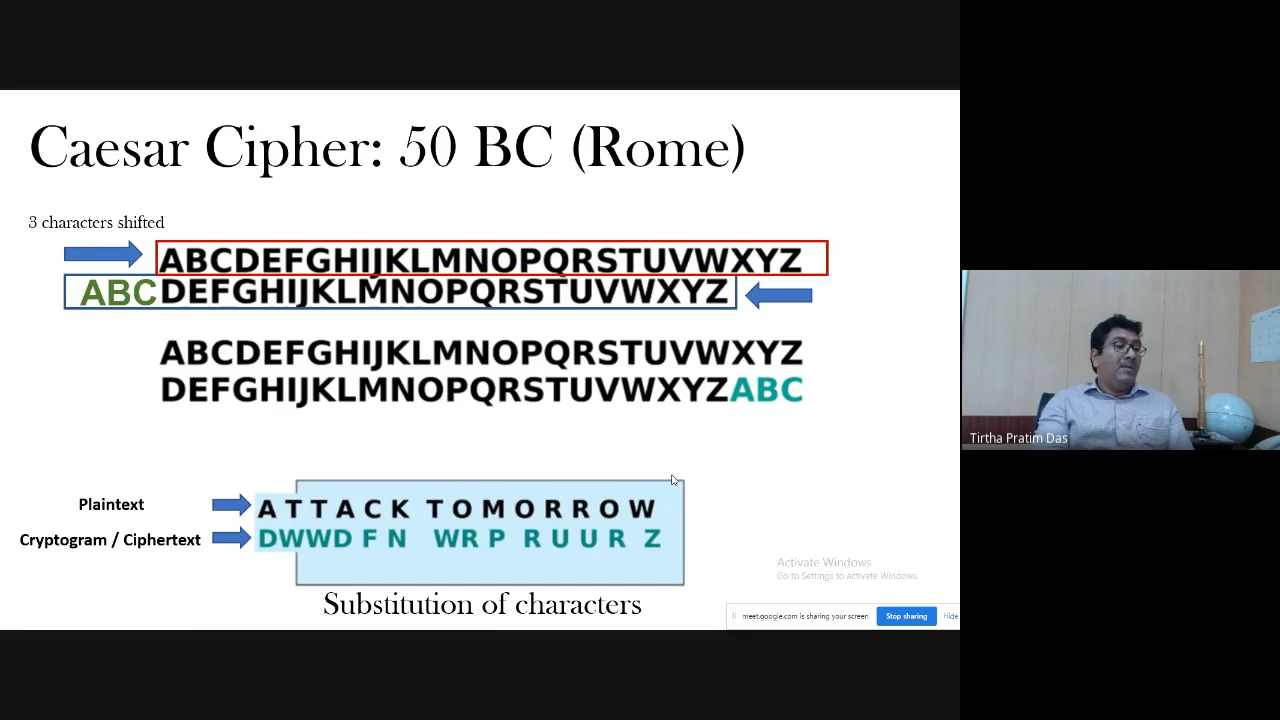 Caesar Cipher: 50 BC (Rome)
3 characters shifted
ABCDEFGHIJKLMNOPQRSTUVWXYZ
ABCDEFGHIJKLMNOPQRSTUVWXYZ
ABCDEFGHIJKLMNOPQRSTUVWXYZ
DEFGHIJKLMNOPQRSTUVWXYZABC
Plaintext
ATTACK TOMORROW
Cryptogram / Ciphertext
DWWDFN WRPRUURZ
Substitution of characters
Activate Windows
Go to Settings to activate Windows.
meet.google.com is sharing your screen.
Stop sharing
Hide
Tirtha Pratim Das